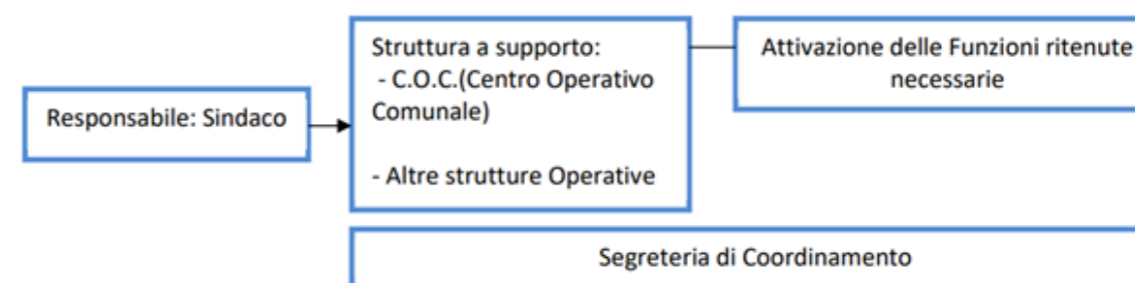 Responsabile: Sindaco
Struttura a supporto:
- C.O.C.(Centro Operativo
Comunale)
- Altre strutture Operative
Attivazione delle Funzioni ritenute
necessarie
Segreteria di Coordinamento